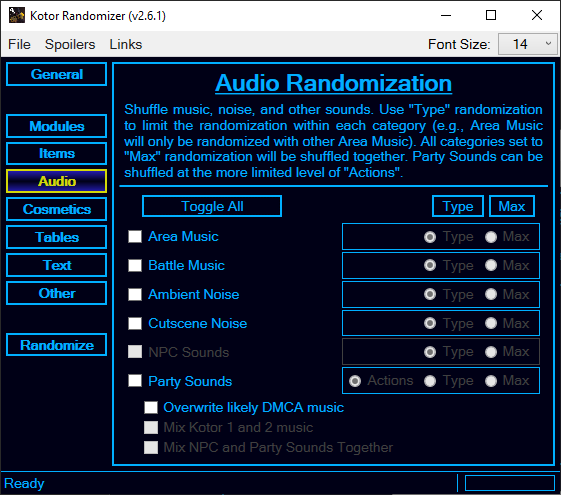 Kotor Randomizer (v2.6.1)
File Spoilers Links Font Size: 14
General
Modules
Items
Audio
Cosmetics
Tables
Text
Other
Randomize
Audio Randomization
Shuffle music, noise, and other sounds. Use "Type" randomization
to limit the randomization within each category (e.g., Area Music
will only be randomized with other Area Music). All categories set to
"Max" randomization will be shuffled together. Party Sounds can be
shuffled at the more limited level of "Actions".
Toggle All Type Max
Area Music Type Max
Battle Music Type Max
Ambient Noise Type Max
Cutscene Noise Type Max
NPC Sounds Type Max
Party Sounds Actions Type Max
Overwrite likely DMCA music
Mix Kotor 1 and 2 music
Mix NPC and Party Sounds Together
Ready